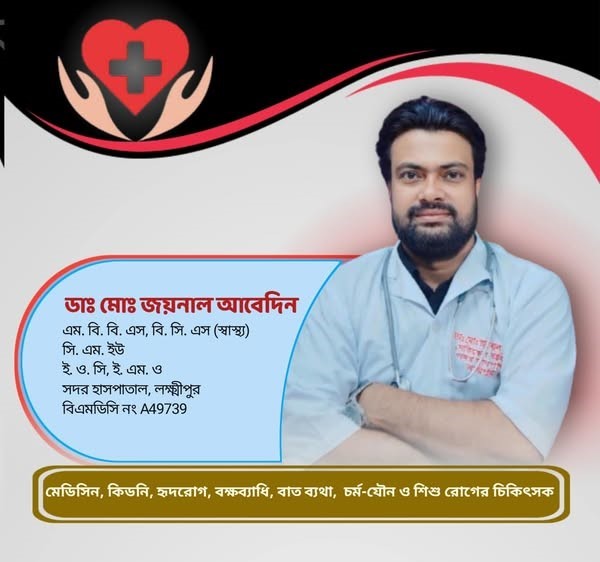 ডাঃ মোঃ জয়নাল আবেদিন
এম. বি. বি. এস, বি. সি. এস (স্বাস্থ্য)
সি. এম. ইউ
ই. ও. সি, ই. এম. ও
সদর হাসপাতাল, লক্ষ্মীপুর
বিএমডিসি নং A49739
মেডিসিন, কিডনি, হৃদরোগ, বক্ষব্যাধি, বাত ব্যথা, চর্ম-যৌন ও শিশু রোগের চিকিৎসক